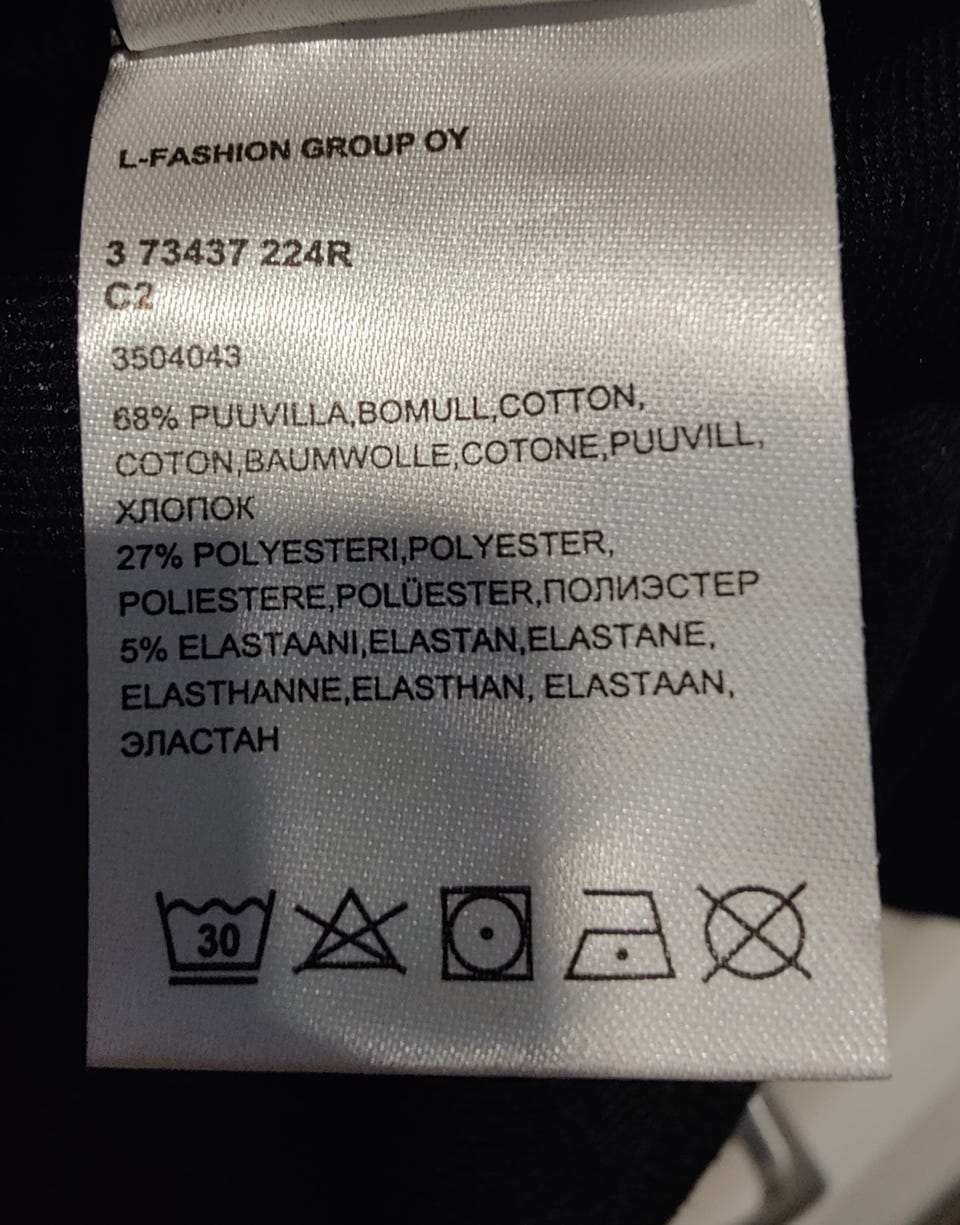 L-FASHION GROUP OY
3 73437 224R
C2
3504043
68% PUUVILLA,BOMULL,COTTON,
COTON,BAUMWOLLE,COTONE,PUUVILL,
ХЛОПОК
27% POLYESTERI,POLYESTER,
POLIESTERE,POLÜESTER,ПОЛИЭСТЕР
5% ELASTAANI,ELASTAN,ELASTANE,
ELASTHANNE,ELASTHAN, ELASTAAN,
ЭЛАСТАН
30